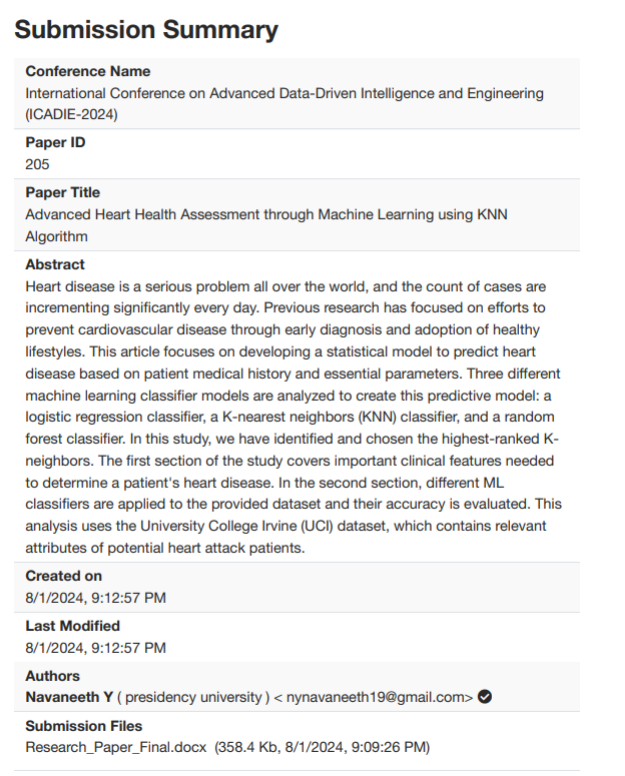 Submission Summary
Conference Name
International Conference on Advanced Data-Driven Intelligence and Engineering
(ICADIE-2024)
Paper ID
205
Paper Title
Advanced Heart Health Assessment through Machine Learning using KNN
Algorithm
Abstract
Heart disease is a serious problem all over the world, and the count of cases are
incrementing significantly every day. Previous research has focused on efforts to
prevent cardiovascular disease through early diagnosis and adoption of healthy
lifestyles. This article focuses on developing a statistical model to predict heart
disease based on patient medical history and essential parameters. Three different
machine learning classifier models are analyzed to create this predictive model: a
logistic regression classifier, a K-nearest neighbors (KNN) classifier, and a random
forest classifier. In this study, we have identified and chosen the highest-ranked K-
neighbors. The first section of the study covers important clinical features needed
to determine a patient's heart disease. In the second section, different ML
classifiers are applied to the provided dataset and their accuracy is evaluated. This
analysis uses the University College Irvine (UCI) dataset, which contains relevant
attributes of potential heart attack patients.
Created on
8/1/2024, 9:12:57 PM
Last Modified
8/1/2024, 9:12:57 PM
Authors
Navaneeth Y ( presidency university ) < nynavaneeth19@gmail.com>
Submission Files
Research_Paper_Final.docx (358.4 Kb, 8/1/2024, 9:09:26 PM)